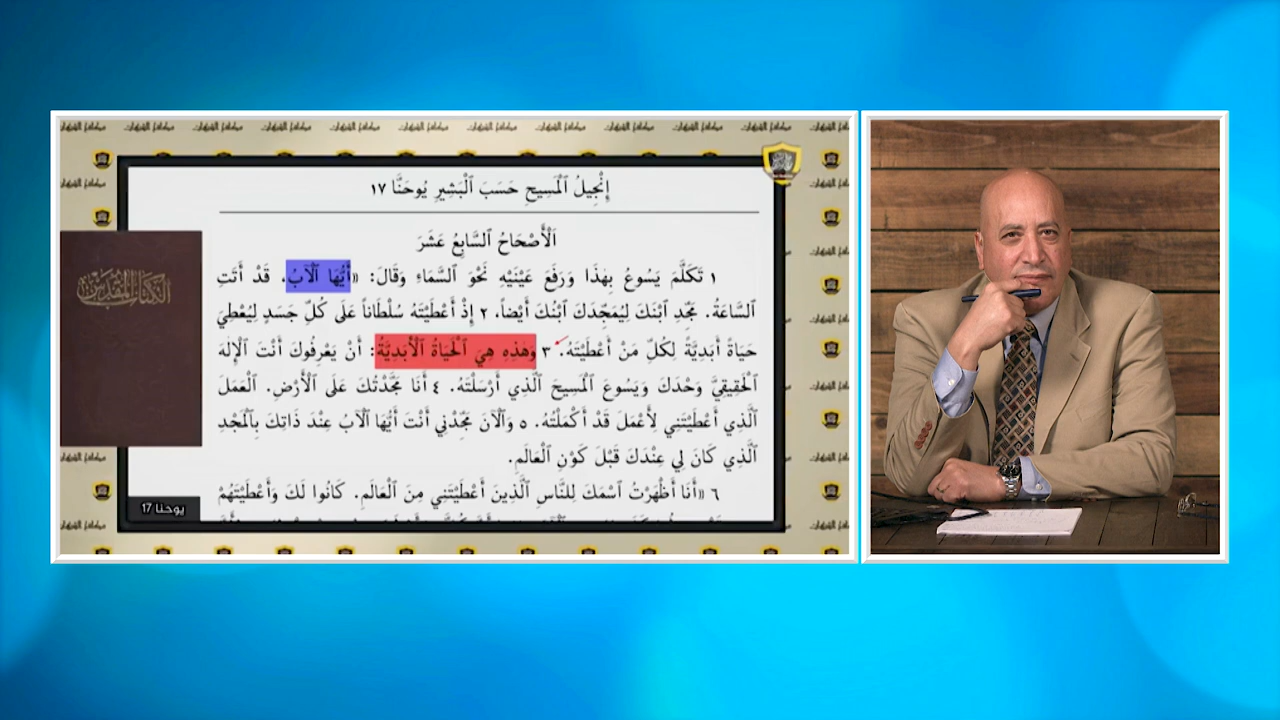 إِنْجِيلُ ٱلْمَسِيحِ حَسَبَ ٱلْبَشِيرِ يُوحَنَّا ١٧
اَلْأَصْحَاحُ ٱلسَّابِعُ عَشَرَ
١ تَكَلَّمَ يَسُوعُ بِهَذَا وَرَفَعَ عَيْنَيْهِ نَحْوَ ٱلسَّمَاءِ وَقَالَ: «أَيُّهَا ٱلْآبُ، قَدْ أَتَتِ
ٱلسَّاعَةُ. مَجِّدِ ٱبْنَكَ لِيُمَجِّدَكَ ٱبْنُكَ أَيْضاً، ٢ إِذْ أَعْطَيْتَهُ سُلْطَاناً عَلَى كُلِّ جَسَدٍ لِيُعْطِيَ
حَيَاةً أَبَدِيَّةً لِكُلِّ مَنْ أَعْطَيْتَهُ. ٣ وَهَذِهِ هِيَ ٱلْحَيَاةُ ٱلْأَبَدِيَّةُ: أَنْ يَعْرِفُوكَ أَنْتَ ٱلْإِلَهَ
ٱلْحَقِيقِيَّ وَحْدَكَ وَيَسُوعَ ٱلْمَسِيحَ ٱلَّذِي أَرْسَلْتَهُ. ٤ أَنَا مَجَّدْتُكَ عَلَى ٱلْأَرْضِ. ٱلْعَمَلَ
ٱلَّذِي أَعْطَيْتَنِي لِأَعْمَلَ قَدْ أَكْمَلْتُهُ. ٥ وَٱلْآنَ مَجِّدْنِي أَنْتَ أَيُّهَا ٱلْآبُ عِنْدَ ذَاتِكَ بِٱلْمَجْدِ
ٱلَّذِي كَانَ لِي عِنْدَكَ قَبْلَ كَوْنِ ٱلْعَالَمِ.
٦ «أَنَا أَظْهَرْتُ ٱسْمَكَ لِلنَّاسِ ٱلَّذِينَ أَعْطَيْتَنِي مِنَ ٱلْعَالَمِ. كَانُوا لَكَ وَأَعْطَيْتَهُمْ
الكتاب المقدس
يوحنا 17